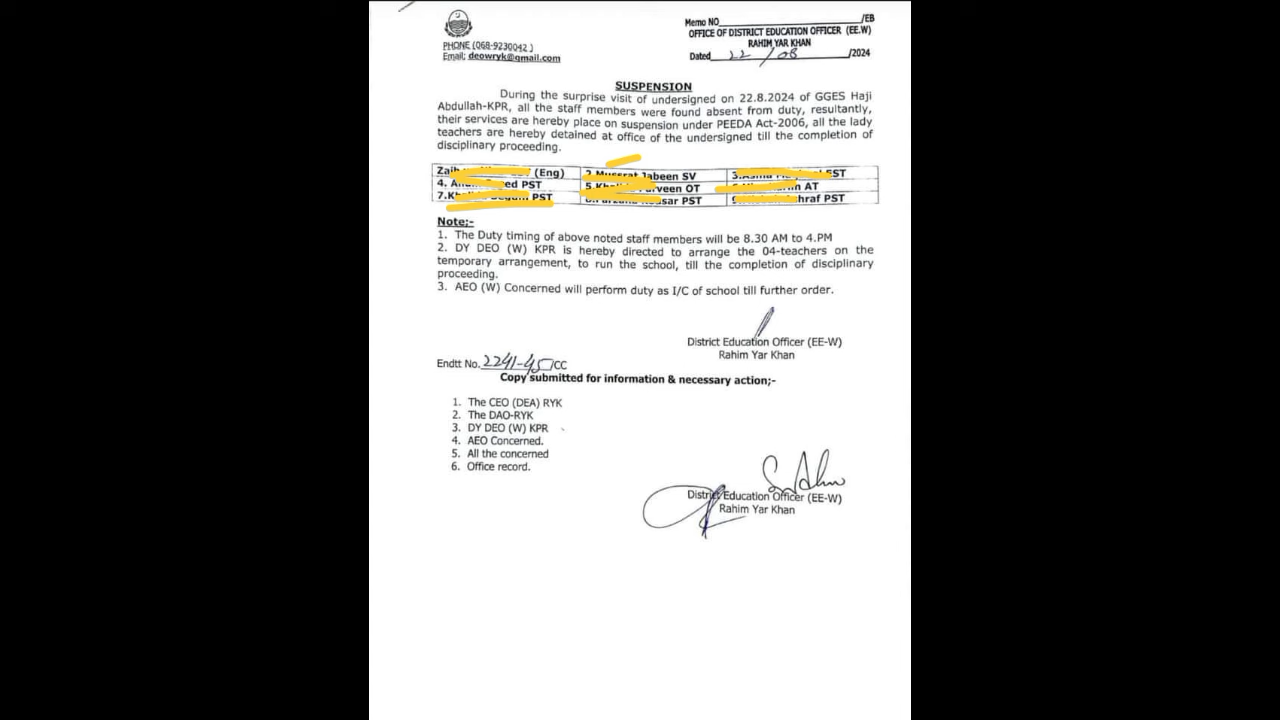 Memo NO /EB
OFFICE OF DISTRICT EDUCATION OFFICER (EE.W)
RAHIM YAR KHAN
Dated 22/08 /2024
PHONE (068-9230042 )
Email; deowryk@gmail.com
SUSPENSION
During the surprise visit of undersigned on 22.8.2024 of GGES Haji
Abdullah-KPR, all the staff members were found absent from duty, resultantly,
their services are hereby place on suspension under PEEDA Act-2006, all the lady
teachers are hereby detained at office of the undersigned till the completion of
disciplinary proceeding.
(Eng) Jabeen SV SST
4. PST 5. OT AT
7. PST PST PST
Note:-
1. The Duty timing of above noted staff members will be 8.30 AM to 4.PM
2. DY DEO (W) KPR is hereby directed to arrange the 04-teachers on the
temporary arrangement, to run the school, till the completion of disciplinary
proceeding.
3. AEO (W) Concerned will perform duty as I/C of school till further order.
District Education Officer (EE-W)
Rahim Yar Khan
Endtt No. 2241-45/CC
Copy submitted for information & necessary action;-
1. The CEO (DEA) RYK
2. The DAO-RYK
3. DY DEO (W) KPR
4. AEO Concerned.
5. All the concerned
6. Office record.
District Education Officer (EE-W)
Rahim Yar Khan